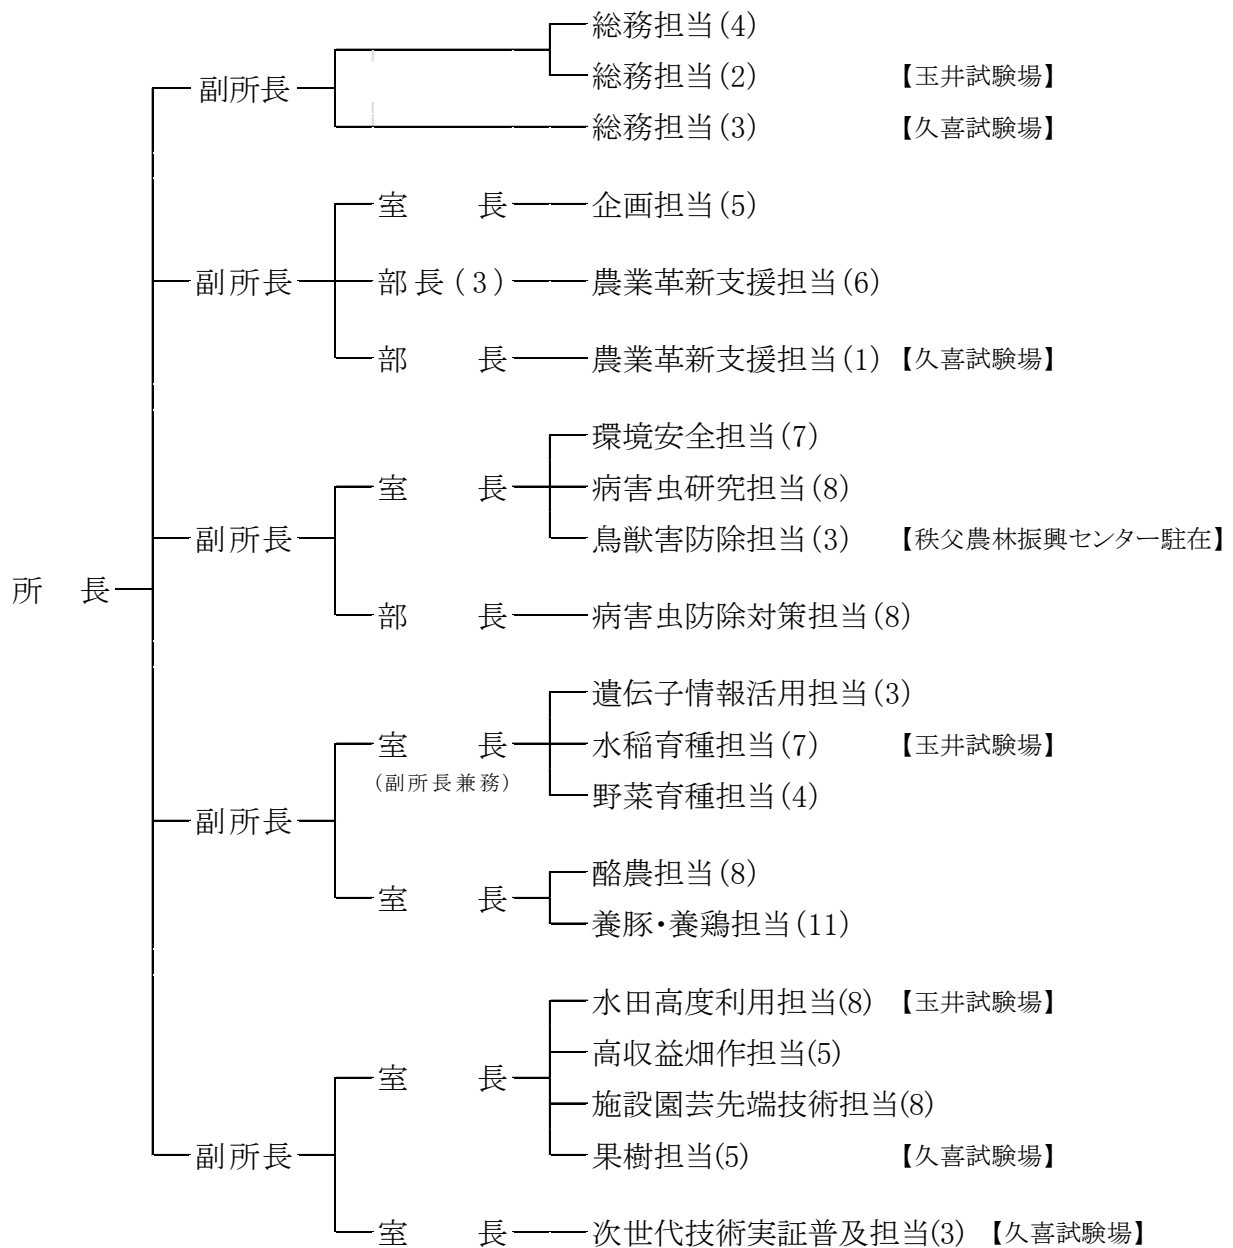 総務担当(4)
総務担当(2) 【玉井試験場】
副所長
総務担当(3) 【久喜試験場】
室 長 企画担当(5)
副所長 部長(3) 農業革新支援担当(6)
部 長 農業革新支援担当(1) 【久喜試験場】
環境安全担当(7)
室 長 病害虫研究担当(8)
副所長 鳥獣害防除担当(3) 【秩父農林振興センター駐在】
所 長
部 長 病害虫防除対策担当(8)
遺伝子情報活用担当(3)
室 長 水稲育種担当(7) 【玉井試験場】
(副所長兼務)
野菜育種担当(4)
副所長
酪農担当(8)
室 長
養豚・養鶏担当(11)
水田高度利用担当(8) 【玉井試験場】
高収益畑作担当(5)
室 長
施設園芸先端技術担当(8)
副所長 果樹担当(5) 【久喜試験場】
室 長 次世代技術実証普及担当(3) 【久喜試験場】